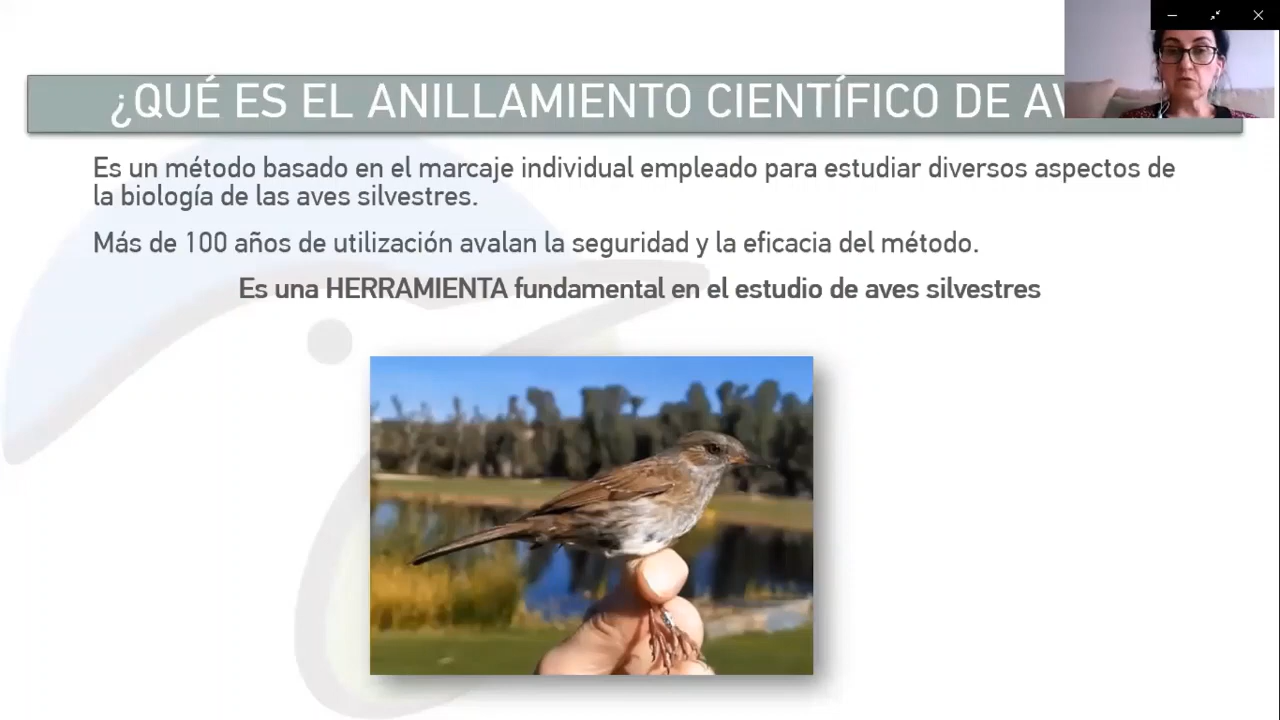 ¿QUÉ ES EL ANILLAMIENTO CIENTÍFICO DE AV
Es un método basado en el marcaje individual empleado para estudiar diversos aspectos de
la biología de las aves silvestres.
Más de 100 años de utilización avalan la seguridad y la eficacia del método.
Es una HERRAMIENTA fundamental en el estudio de aves silvestres